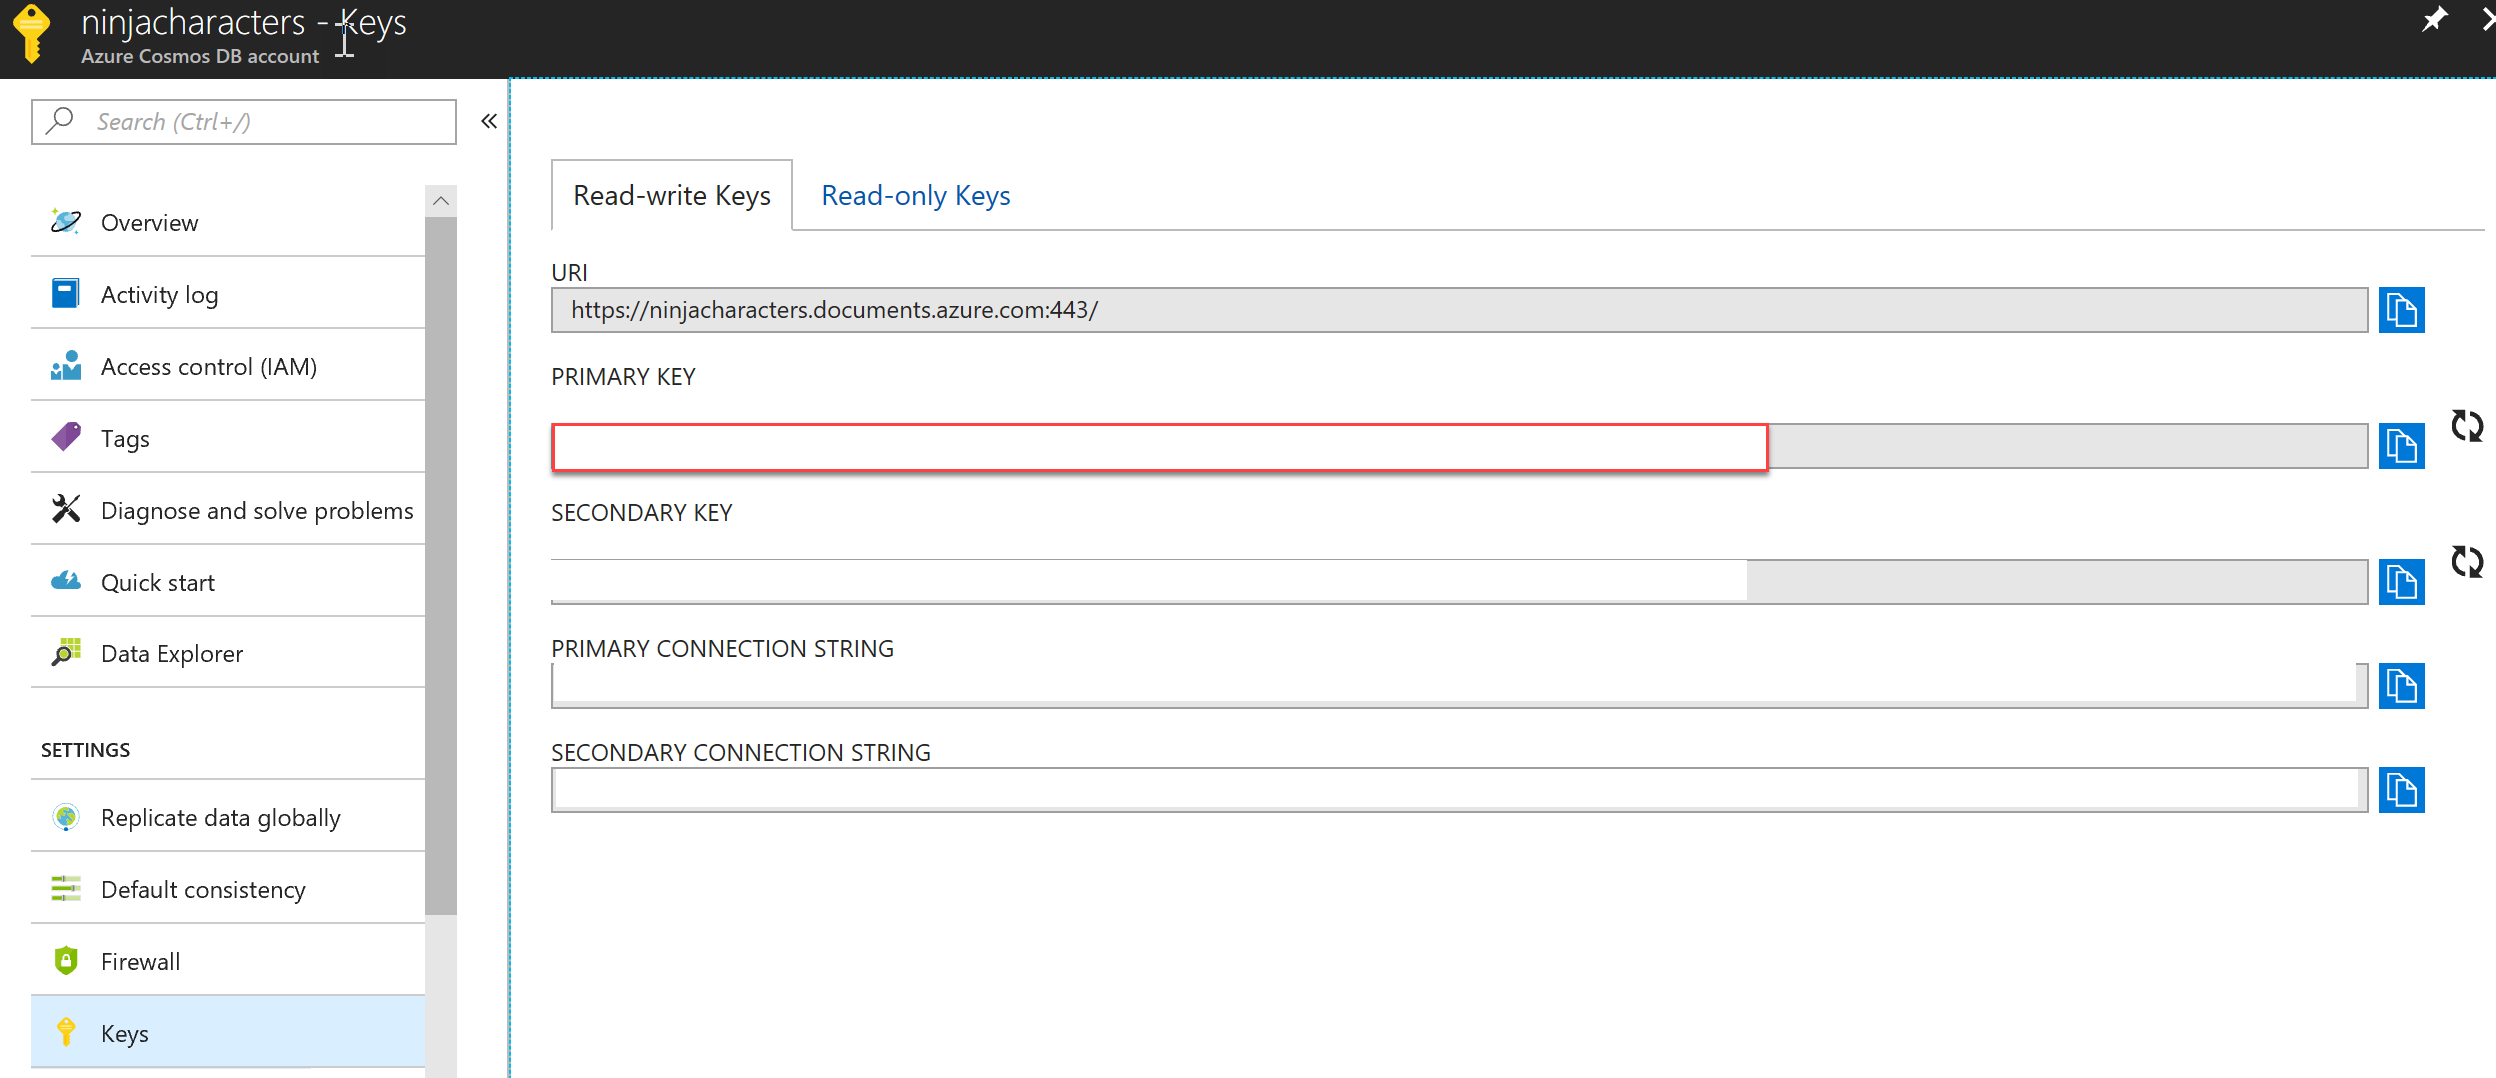 ninjacharacters - Keys
Azure Cosmos DB account
Search (Ctrl+/)
Overview
Activity log
Access control (IAM)
Tags
Diagnose and solve problems
Quick start
Data Explorer
SETTINGS
Replicate data globally
Default consistency
Firewall
Keys
Read-write Keys
Read-only Keys
URI
https://ninjacharacters.documents.azure.com:443/
PRIMARY KEY
SECONDARY KEY
PRIMARY CONNECTION STRING
SECONDARY CONNECTION STRING